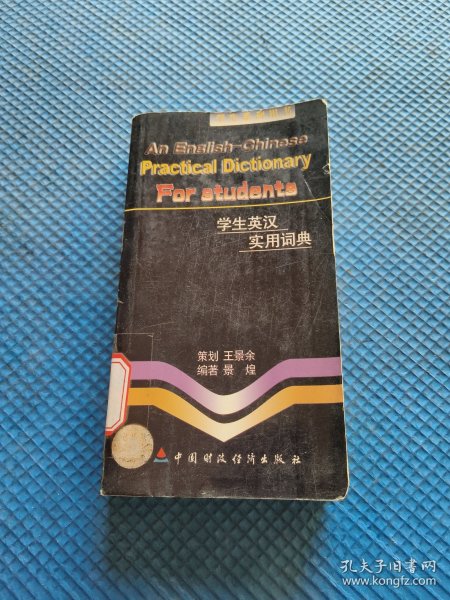 An English-Chinese
Practical Dictionary
For students
学生英汉
实用词典
策划 王景余
编著 景 煌
中国财政经济出版社
孔夫子旧书网
www.kongfz.com